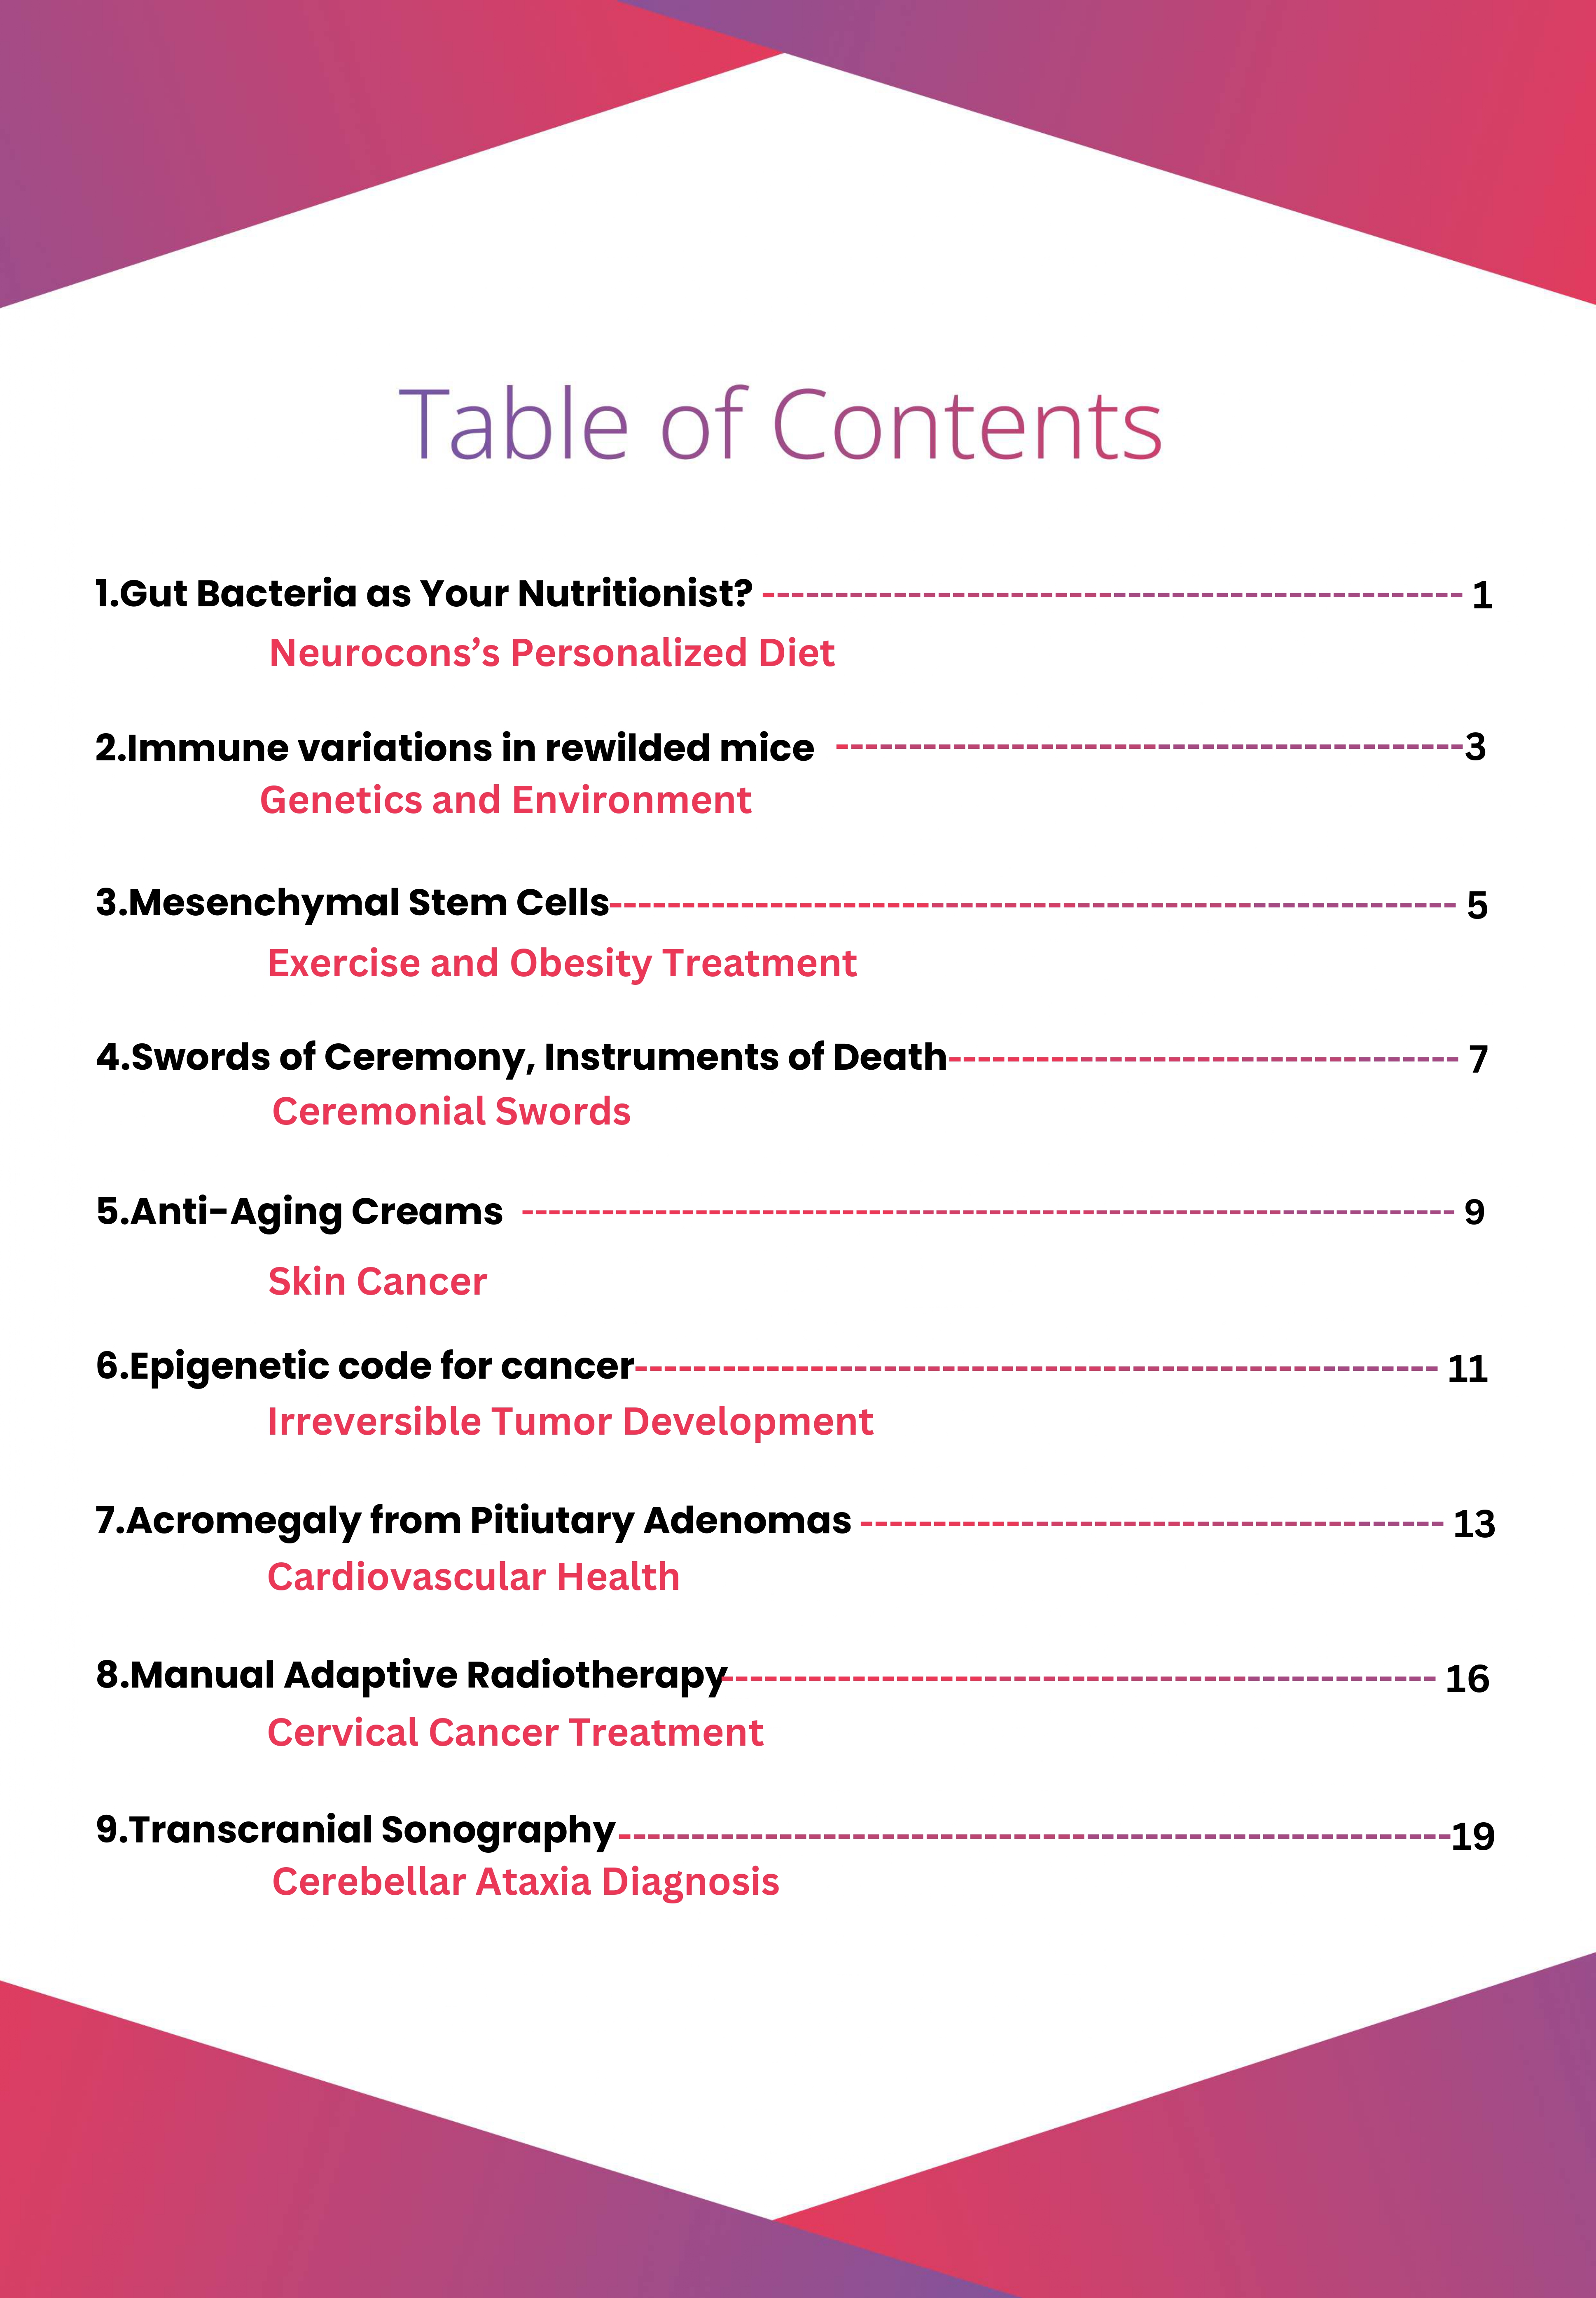 Table of Contents
1.Gut Bacteria as Your Nutritionist? ------------------------------------------------ 1
Neurocons’s Personalized Diet
2.Immune variations in rewilded mice -------------------------------------------3
Genetics and Environment
3.Mesenchymal Stem Cells---------------------------------------------------------- 5
Exercise and Obesity Treatment
4.Swords of Ceremony, Instruments of Death----------------------------------- 7
Ceremonial Swords
5.Anti-Aging Creams ---------------------------------------------------------------------- 9
Skin Cancer
6.Epigenetic code for cancer------------------------------------------------------- 11
Irreversible Tumor Development
7.Acromegaly from Pitiutary Adenomas ---------------------------------------- 13
Cardiovascular Health
8.Manual Adaptive Radiotherapy------------------------------------------------- 16
Cervical Cancer Treatment
9.Transcranial Sonography---------------------------------------------------------19
Cerebellar Ataxia Diagnosis